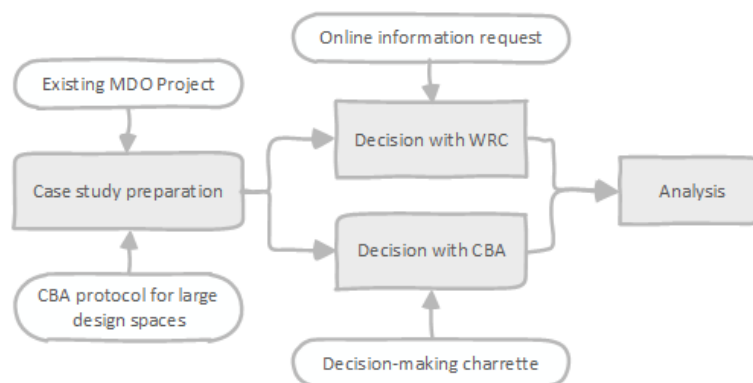 Online information request
Existing MDO Project
Decision with WRC
Case study preparation
Analysis
Decision with CBA
CBA protocol for large
design spaces
Decision-making charrette